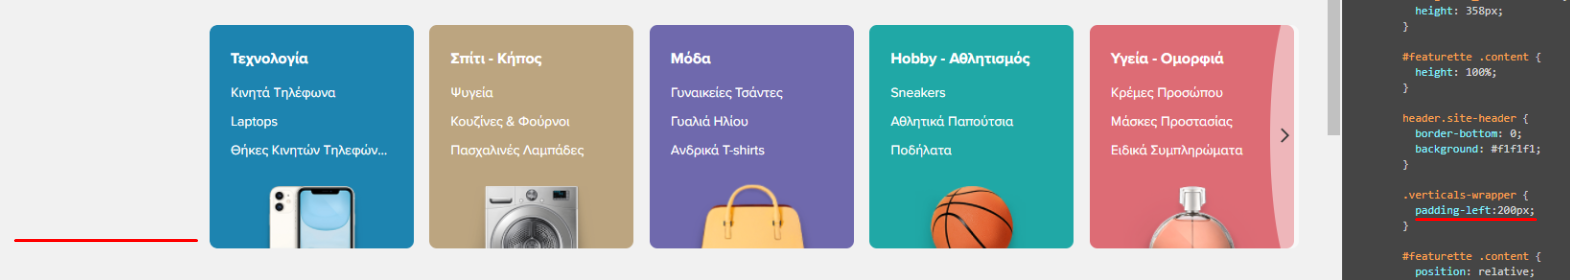 Τεχνολογία
Κινητά Τηλέφωνα
Laptops
Θήκες Κινητών Τηλεφών...
Σπίτι - Κήπος
Ψυγεία
Κουζίνες & Φούρνοι
Πασχαλινές Λαμπάδες
Μόδα
Γυναικείες Τσάντες
Γυαλιά Ηλίου
Ανδρικά T-shirts
Hobby - Αθλητισμός
Sneakers
Αθλητικά Παπούτσια
Ποδήλατα
Υγεία - Ομορφιά
Κρέμες Προσώπου
Μάσκες Προστασίας
Ειδικά Συμπληρώματα
height: 358px;
}
#featurette .content {
height: 100%;
}
header.site-header {
border-bottom: 0;
background: #f1f1f1;
}
.verticals-wrapper {
padding-left:200px;
}
#featurette .content {
position: relative;